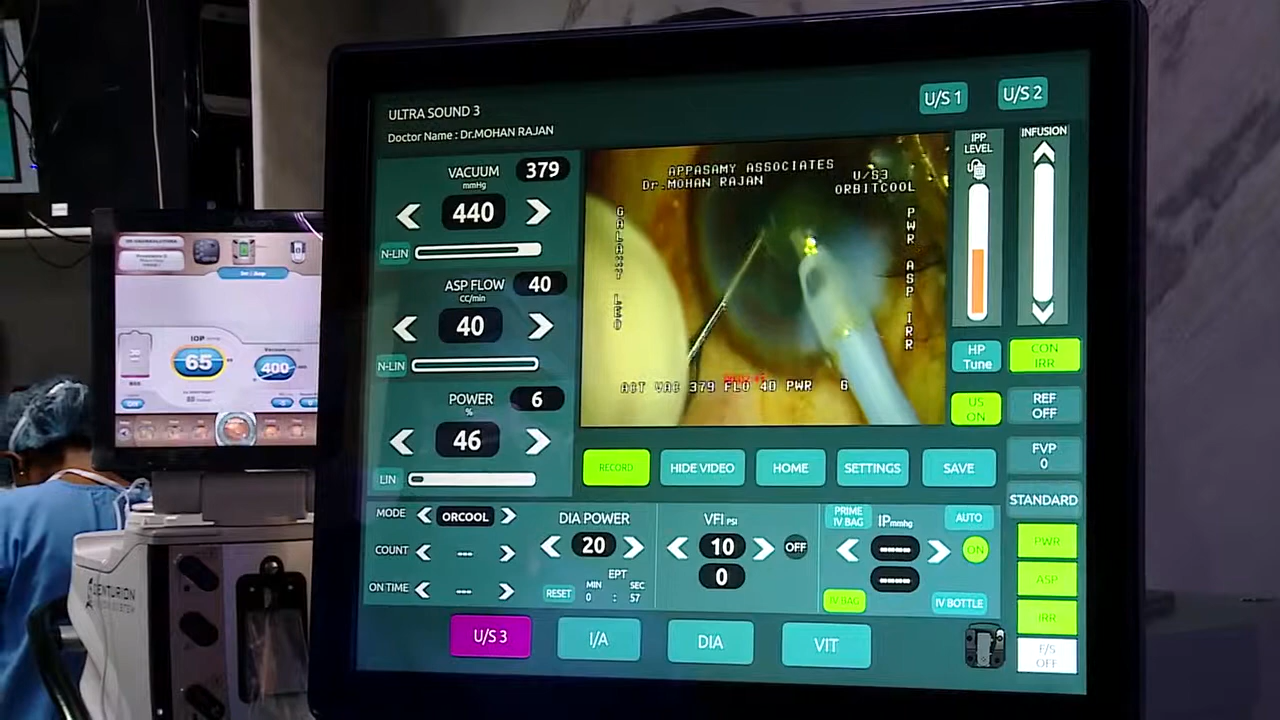 ULTRA SOUND 3
Doctor Name : Dr.MOHAN RAJAN
U/S 1
U/S 2
VACUUM
mmHg
379
440
N-LIN
ASP FLOW
CC/min
40
40
N-LIN
POWER
%
6
46
LIN
APPASAMY ASSOCIATES
Dr.MOHAN RAJAN
U/S3
ORBITCOOL
GALAXY LEO
PWR ASP IRR
ACT VAC 379 FLO 40 PWR 6
IPP
LEVEL
INFUSION
HP
Tune
CON
IRR
US
ON
REF
OFF
FVP
0
STANDARD
PWR
ASP
IRR
F/S
OFF
RECORD
HIDE VIDEO
HOME
SETTINGS
SAVE
MODE
ORCOOL
COUNT
---
ON TIME
---
DIA POWER
20
EPT
RESET
MIN
0
:
SEC
57
VFI PSI
10
OFF
0
PRIME
IV BAG
IP mmhg
AUTO
ON
IV BAG
IV BOTTLE
U/S 3
I/A
DIA
VIT
IOP
65
Vacuum
400
CENTURION